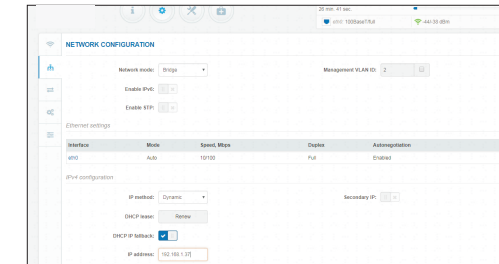 26 min. 41 sec.
eth0: 100BaseT/full
-44/-39 dBm
NETWORK CONFIGURATION
Network mode: Bridge
Management VLAN ID: 2
Enable IPv6:
Enable STP:
Ethernet settings
Interface Mode Speed, Mbps Duplex Autonegotiation
eth0 Auto 10/100 Full Enabled
IPv4 configuration
IP method: Dynamic
Secondary IP:
DHCP lease: Renew
DHCP IP fallback:
IP address: 192.168.1.37